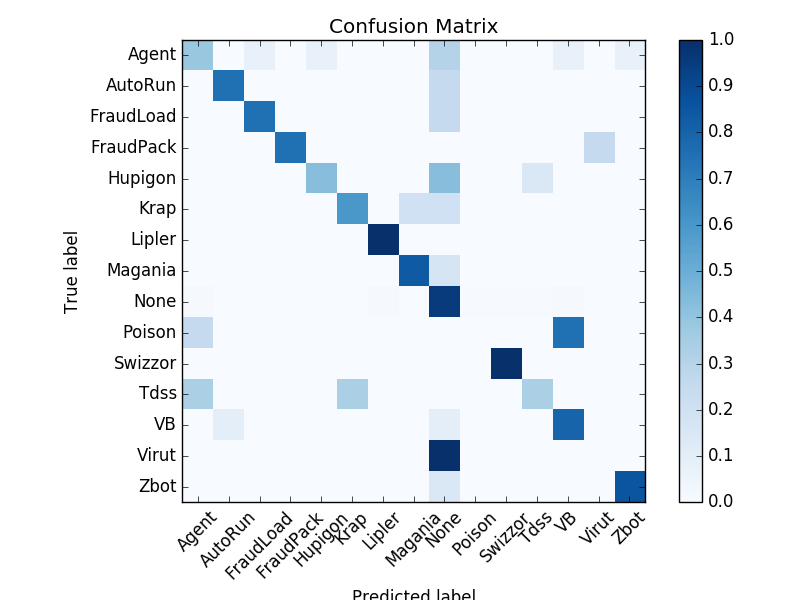 Confusion Matrix
Agent
AutoRun
FraudLoad
FraudPack
Hupigon
Krap
Lipler
Magania
None
Poison
Swizzor
Tdss
VB
Virut
Zbot
True label
Agent
AutoRun
FraudLoad
FraudPack
Hupigon
Krap
Lipler
Magania
None
Poison
Swizzor
Tdss
VB
Virut
Zbot
Predicted label
1.0
0.9
0.8
0.7
0.6
0.5
0.4
0.3
0.2
0.1
0.0